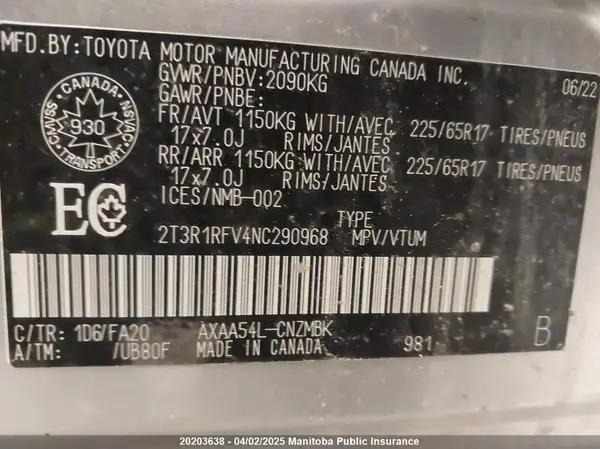 MFD.BY:TOYOTA MOTOR MANUFACTURING CANADA INC.
GVWR/PNBV:2090KG 06/22
GAWR/PNBE:
FR/AVT 1150KG WITH/AVEC 225/65R17 TIRES/PNEUS
17x7.0J RIMS/JANTES
RR/ARR 1150KG WITH/AVEC 225/65R17 TIRES/PNEUS
17x7.0J RIMS/JANTES
ICES/NMB-002
TYPE
2T3R1RFV4NC290968 MPV/VTUM
CANADA
CMVSS NSVAC
930
TRANSPORT
EC
C/TR: 1D6/FA20 AXAA54L-CNZMBK B
A/TM: /UB80F MADE IN CANADA 981
20203638 - 04/02/2025 Manitoba Public Insurance